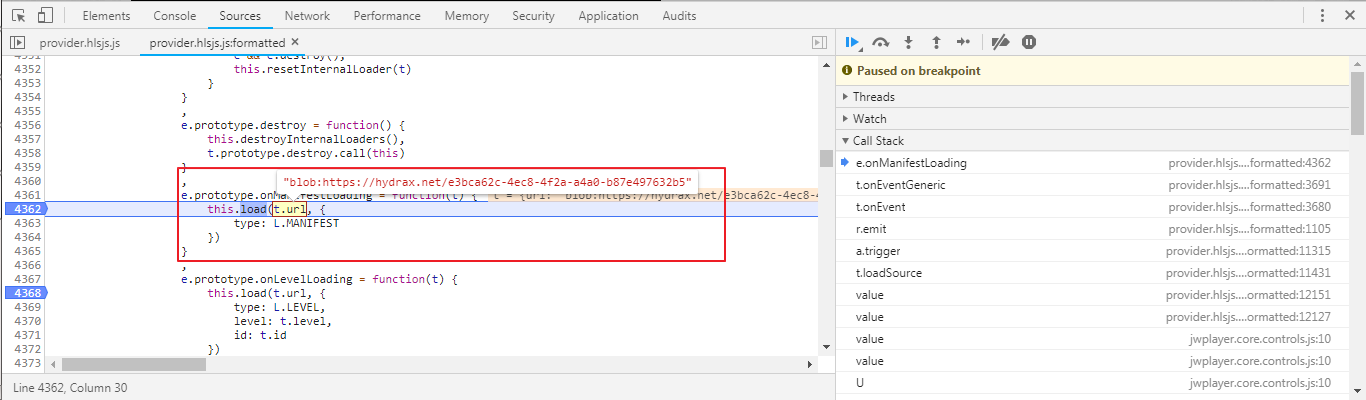 Elements Console Sources Network Performance Memory Security Application Audits
provider.hlsjs.js provider.hlsjs.js:formatted ×
4352 this.resetInternalLoader(t)
4353 }
4354 }
4355 ,
4356 e.prototype.destroy = function() {
4357 this.destroyInternalLoaders(),
4358 t.prototype.destroy.call(this)
4359 }
4360 ,
"blob:https://hydrax.net/e3bca62c-4ec8-4f2a-a4a0-b87e497632b5"
4361 e.prototype.onManifestLoading = function(t) { t = {url: "blob:https://hydrax.net/e3bca62c-4ec8-4
4362 this.load(t.url, {
4363 type: L.MANIFEST
4364 })
4365 }
4366 ,
4367 e.prototype.onLevelLoading = function(t) {
4368 this.load(t.url, {
4369 type: L.LEVEL,
4370 level: t.level,
4371 id: t.id
4372 })
4373
Line 4362, Column 30
Paused on breakpoint
Threads
Watch
Call Stack
e.onManifestLoading provider.hlsjs....formatted:4362
t.onEventGeneric provider.hlsjs....formatted:3691
t.onEvent provider.hlsjs....formatted:3680
r.emit provider.hlsjs....formatted:1105
a.trigger provider.hlsj....ormatted:11315
t.loadSource provider.hlsj....ormatted:11431
value provider.hlsj....ormatted:12151
value provider.hlsj....ormatted:12127
value jwplayer.core.controls.js:10
value jwplayer.core.controls.js:10
U jwplayer.core.controls.js:10